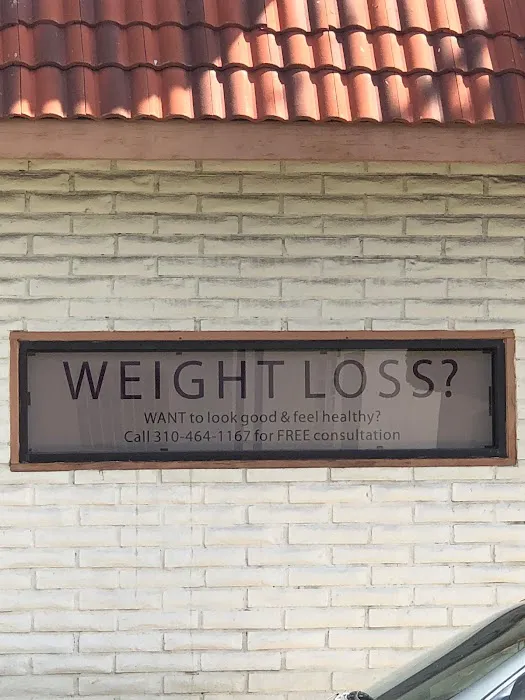 WEIGHT LOSS?
WANT to look good & feel healthy?
Call 310-464-1167 for FREE consultation